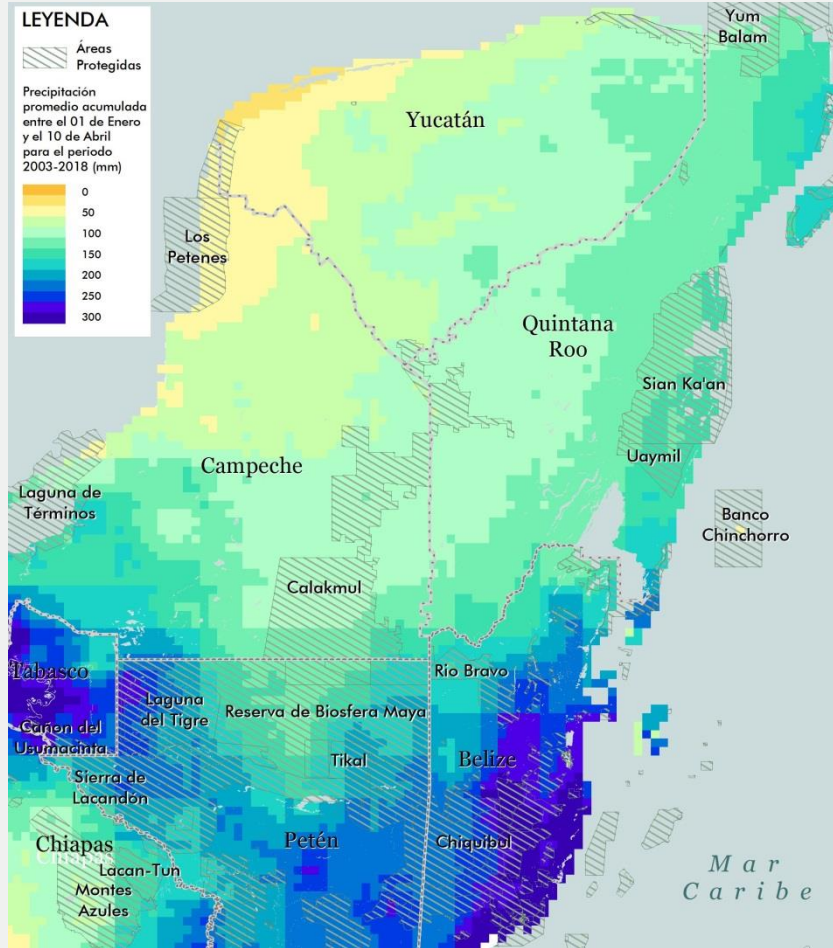 LEYENDA
Áreas
Protegidas
Precipitación
promedio acumulada
entre el 01 de Enero
y el 10 de Abril
para el periodo
2003-2018 (mm)
0
50
100
150
200
250
300
Yum
Balam
Yucatán
Los
Petenes
Quintana
Roo
Sian Ka'an
Uaymil
Campeche
Laguna de
Términos
Banco
Chinchorro
Calakmul
Tabasco
Rio Bravo
Laguna
del Tigre
Reserva de Biosfera Maya
Cañon del
Usumacinta
Tikal
Belize
Sierra de
Lacandón
Petén
Chiquibul
Chiapas
Chiapas
Lacan-Tun
Montes
Azules
Mar
Caribe